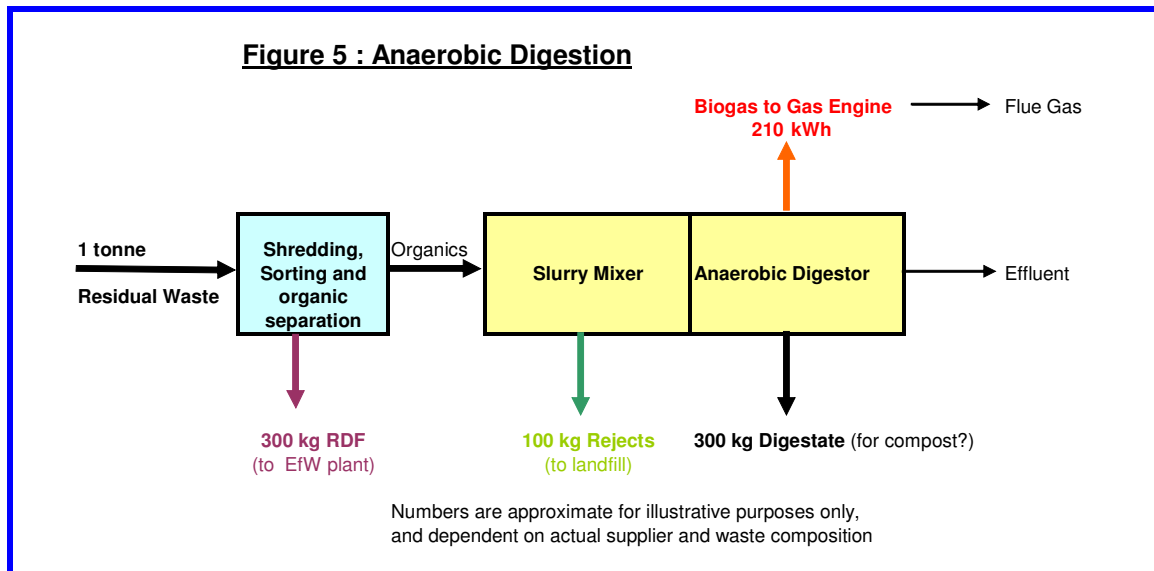 Figure 5 : Anaerobic Digestion
Biogas to Gas Engine
210 kWh
Flue Gas
1 tonne
Residual Waste
Shredding,
Sorting and
organic
separation
Organics
Slurry Mixer
Anaerobic Digestor
Effluent
300 kg RDF
(to EfW plant)
100 kg Rejects
(to landfill)
300 kg Digestate (for compost?)
Numbers are approximate for illustrative purposes only,
and dependent on actual supplier and waste composition